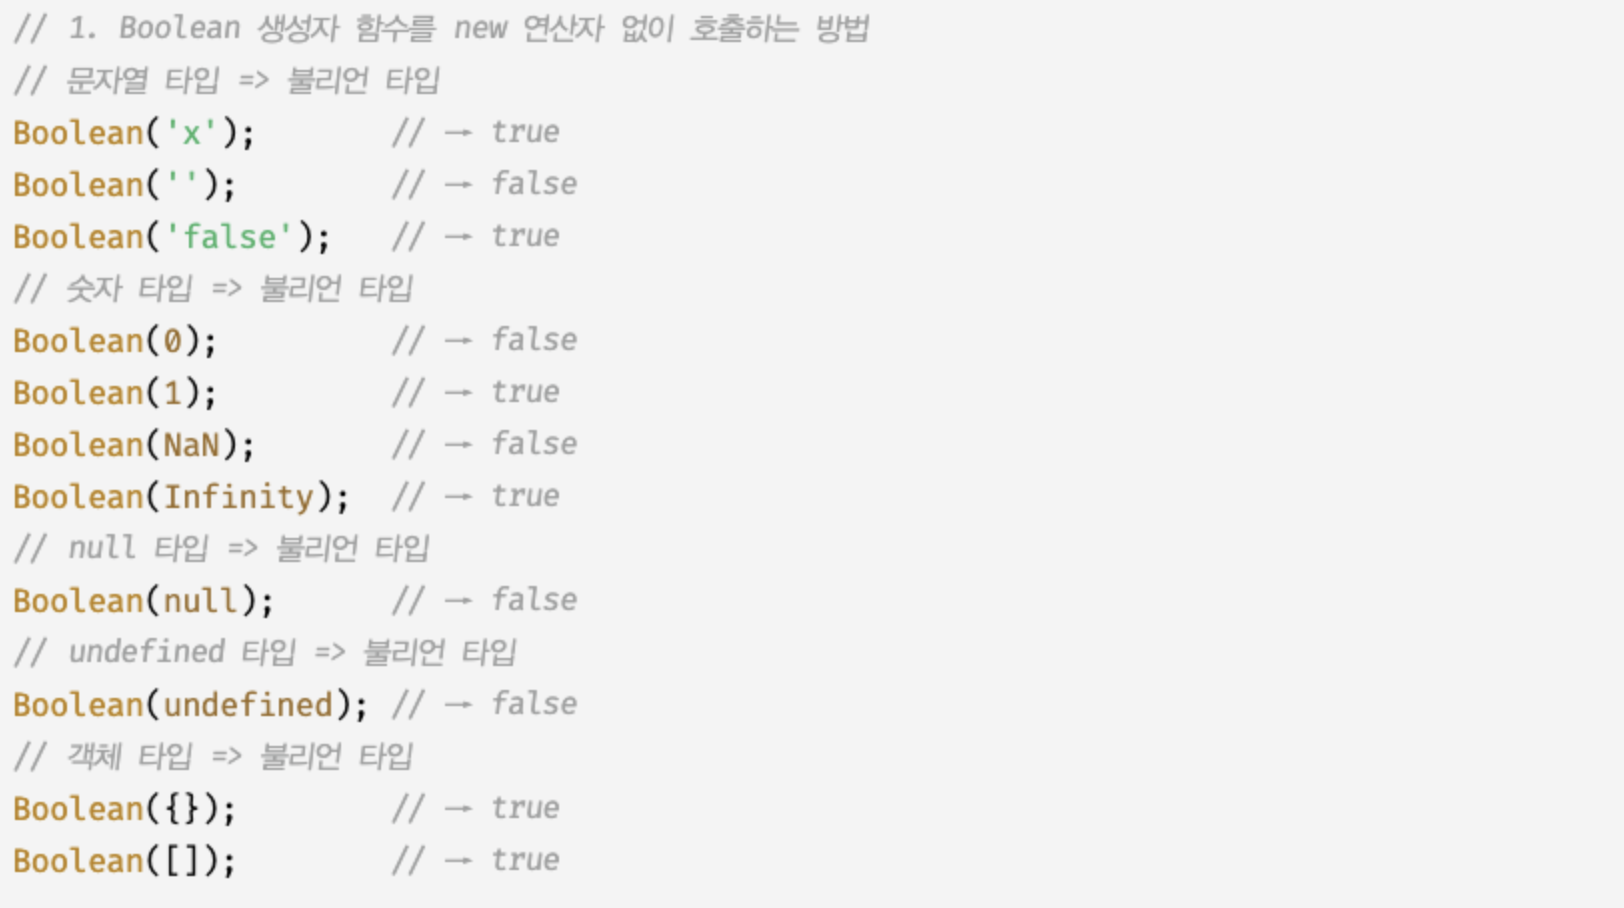 // 1. Boolean 생성자 함수를 new 연산자 없이 호출하는 방법
// 문자열 타입 => 불리언 타입
Boolean('x');       // → true
Boolean('');        // → false
Boolean('false');   // → true
// 숫자 타입 => 불리언 타입
Boolean(0);         // → false
Boolean(1);         // → true
Boolean(NaN);       // → false
Boolean(Infinity);  // → true
// null 타입 => 불리언 타입
Boolean(null);      // → false
// undefined 타입 => 불리언 타입
Boolean(undefined); // → false
// 객체 타입 => 불리언 타입
Boolean({});        // → true
Boolean([]);        // → true